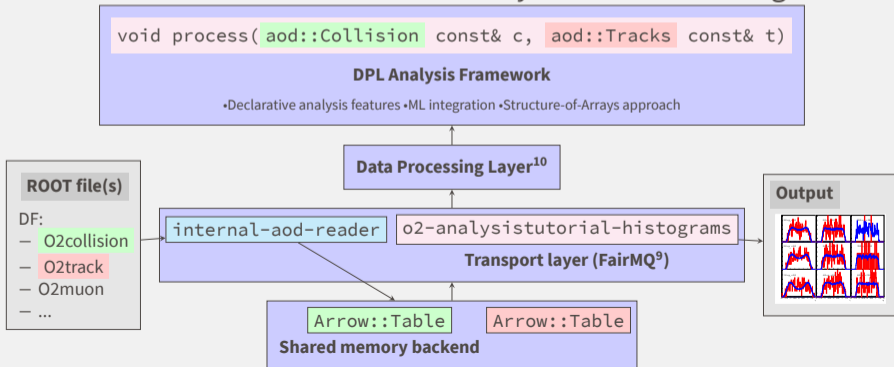 void process(aod::Collision const& c, aod::Tracks const& t)
DPL Analysis Framework
•Declarative analysis features •ML integration •Structure-of-Arrays approach
Data Processing Layer10
ROOT file(s)
DF:
– O2collision
– O2track
– O2muon
– ...
internal-aod-reader
o2-analysistutorial-histograms
Transport layer (FairMQ9)
Arrow::Table
Arrow::Table
Shared memory backend
Output